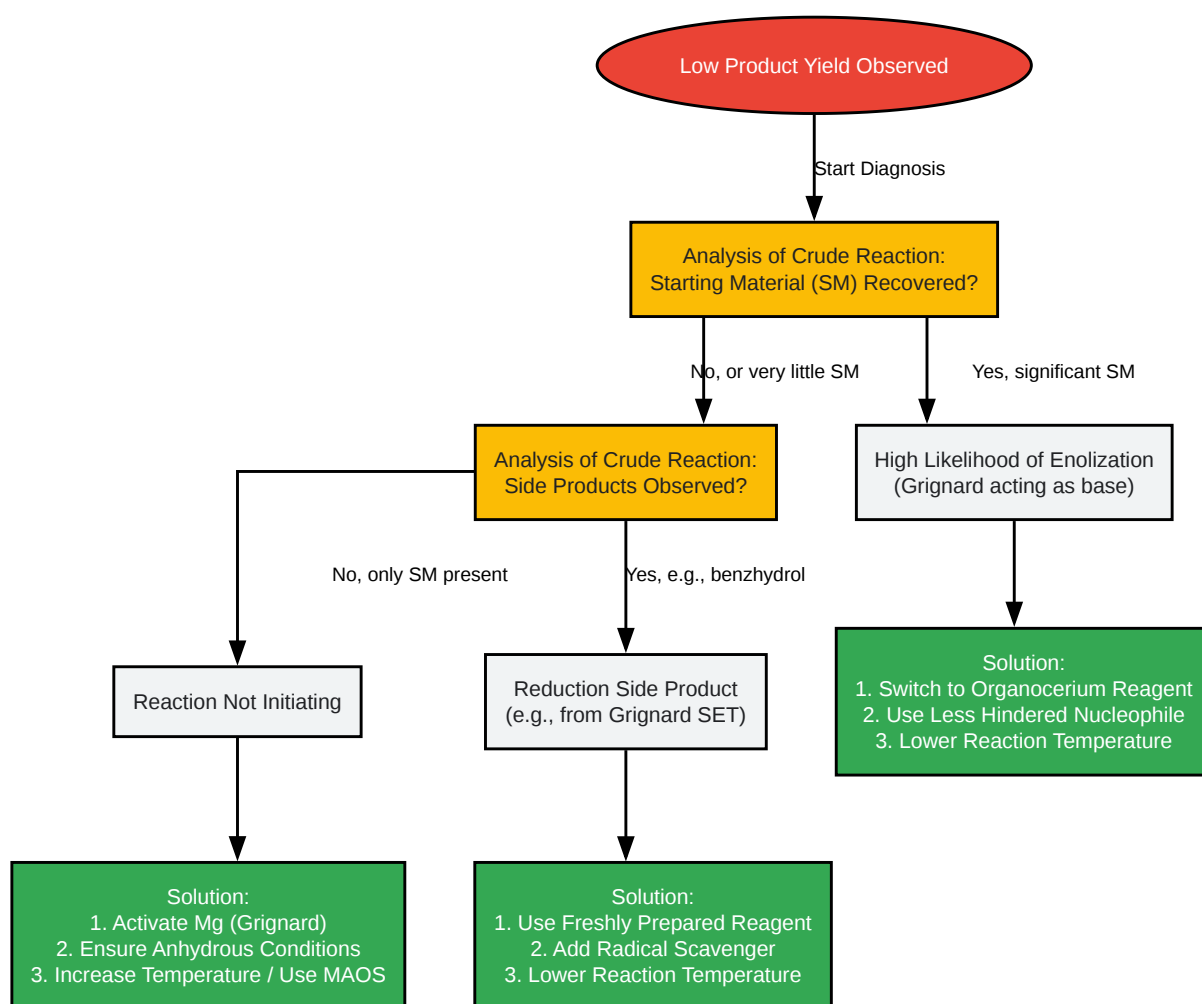 Low Product Yield Observed
Start Diagnosis
Analysis of Crude Reaction:
Starting Material (SM) Recovered?
No, or very little SM
Yes, significant SM
Analysis of Crude Reaction:
Side Products Observed?
High Likelihood of Enolization
(Grignard acting as base)
No, only SM present
Yes, e.g., benzhydrol
Reaction Not Initiating
Reduction Side Product
(e.g., from Grignard SET)
Solution:
1. Switch to Organocerium Reagent
2. Use Less Hindered Nucleophile
3. Lower Reaction Temperature
Solution:
1. Activate Mg (Grignard)
2. Ensure Anhydrous Conditions
3. Increase Temperature / Use MAOS
Solution:
1. Use Freshly Prepared Reagent
2. Add Radical Scavenger
3. Lower Reaction Temperature